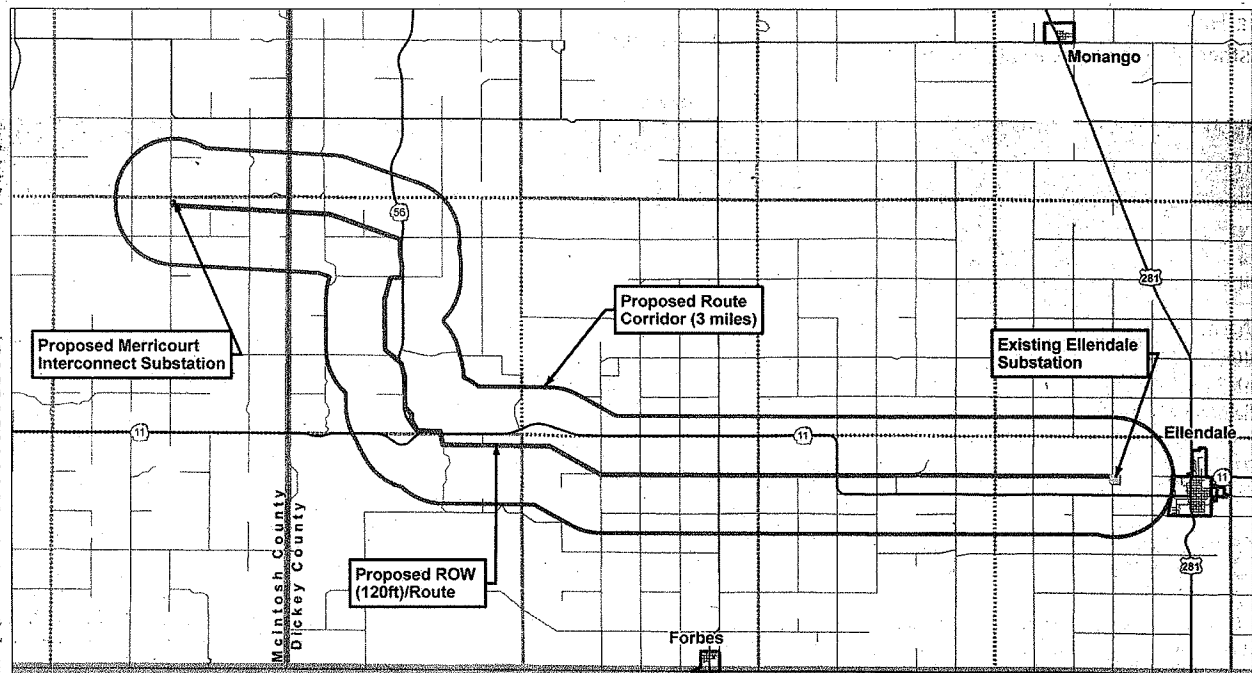 Monango
56
281
Proposed Route
Corridor (3 miles)
Proposed Merricourt
Interconnect Substation
Existing Ellendale
Substation
11
11
Ellendale
11
McIntosh County
Dickey County
Proposed ROW
(120ft)/Route
281
Forbes